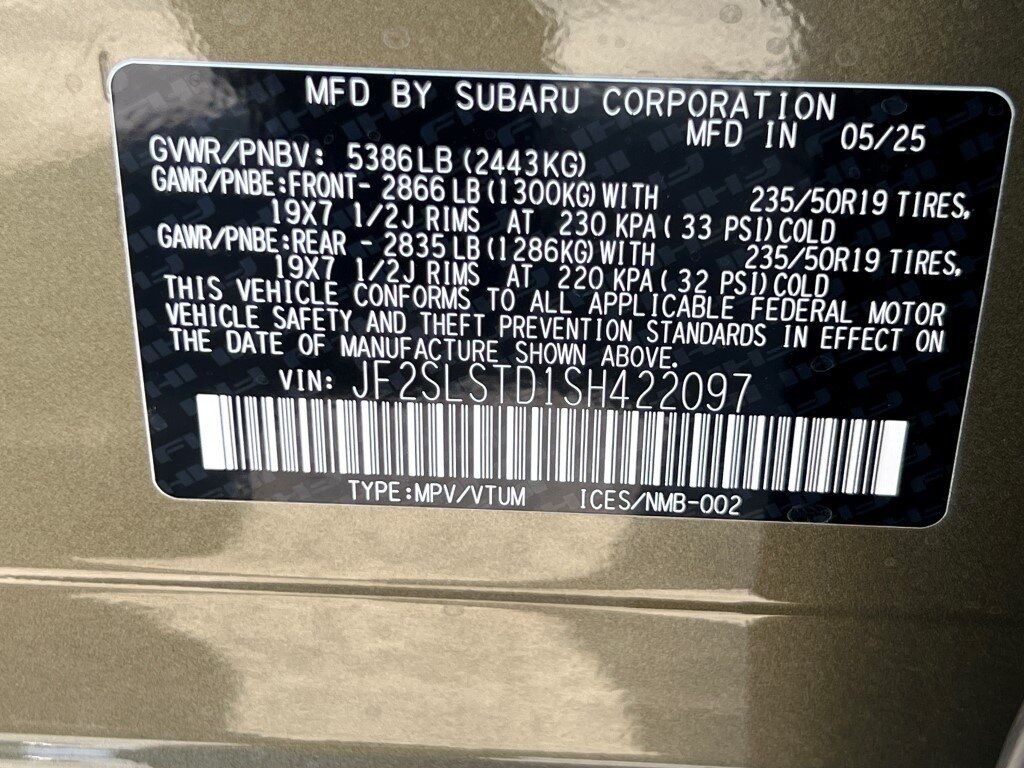 MFD BY SUBARU CORPORATION
MFD IN 05/25
GVWR/PNBV: 5386LB (2443KG)
GAWR/PNBE:FRONT- 2866 LB (1300KG) WITH 235/50R19 TIRES,
19X7 1/2J RIMS AT 230 KPA ( 33 PSI) COLD
GAWR/PNBE:REAR - 2835 LB (1286KG) WITH 235/50R19 TIRES,
19X7 1/2J RIMS AT 220 KPA ( 32 PSI) COLD
THIS VEHICLE CONFORMS TO ALL APPLICABLE FEDERAL MOTOR
VEHICLE SAFETY AND THEFT PREVENTION STANDARDS IN EFFECT ON
THE DATE OF MANUFACTURE SHOWN ABOVE.
VIN: JF2SLSTD1SH422097
TYPE:MPV/VTUM ICES/NMB-002